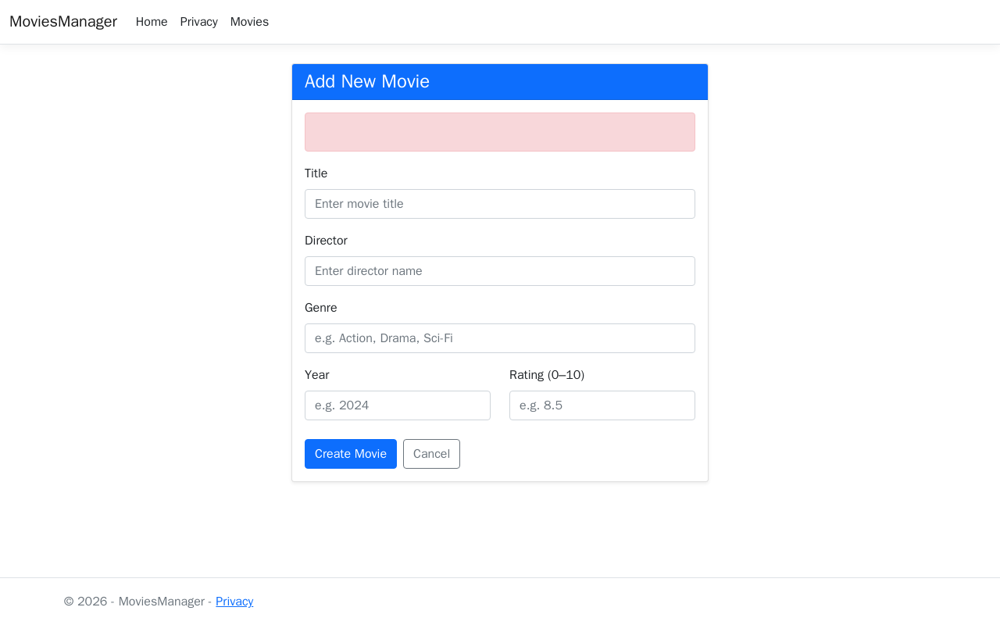 MoviesManager Home Privacy Movies
Add New Movie
Title
Enter movie title
Director
Enter director name
Genre
e.g. Action, Drama, Sci-Fi
Year Rating (0–10)
e.g. 2024 e.g. 8.5
Create Movie Cancel
© 2026 - MoviesManager - Privacy